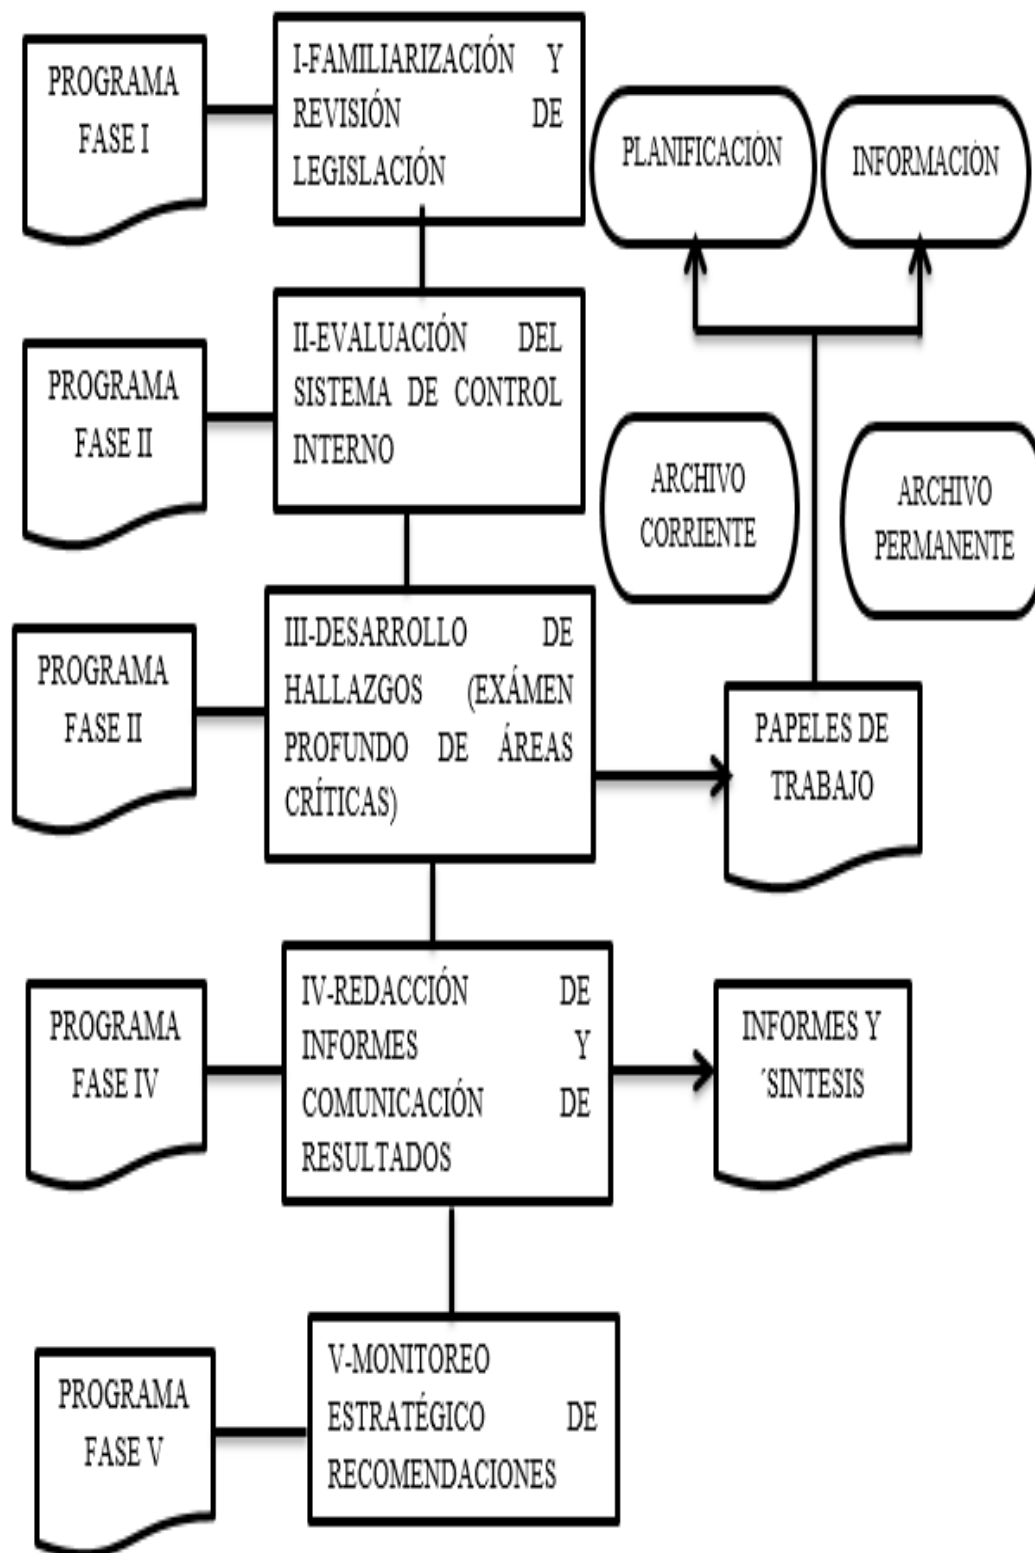 PROGRAMA
FASE I
I-FAMILIARIZACIÓN Y
REVISIÓN DE
LEGISLACIÓN
PLANIFICACIÓN
INFORMACIÓN
PROGRAMA
FASE II
II-EVALUACIÓN DEL
SISTEMA DE CONTROL
INTERNO
ARCHIVO
CORRIENTE
ARCHIVO
PERMANENTE
PROGRAMA
FASE II
III-DESARROLLO DE
HALLAZGOS (EXÁMEN
PROFUNDO DE ÁREAS
CRÍTICAS)
PAPELES DE
TRABAJO
PROGRAMA
FASE IV
IV-REDACCIÓN DE
INFORMES Y
COMUNICACIÓN DE
RESULTADOS
INFORMES Y
´SINTESIS
PROGRAMA
FASE V
V-MONITOREO
ESTRATÉGICO DE
RECOMENDACIONES